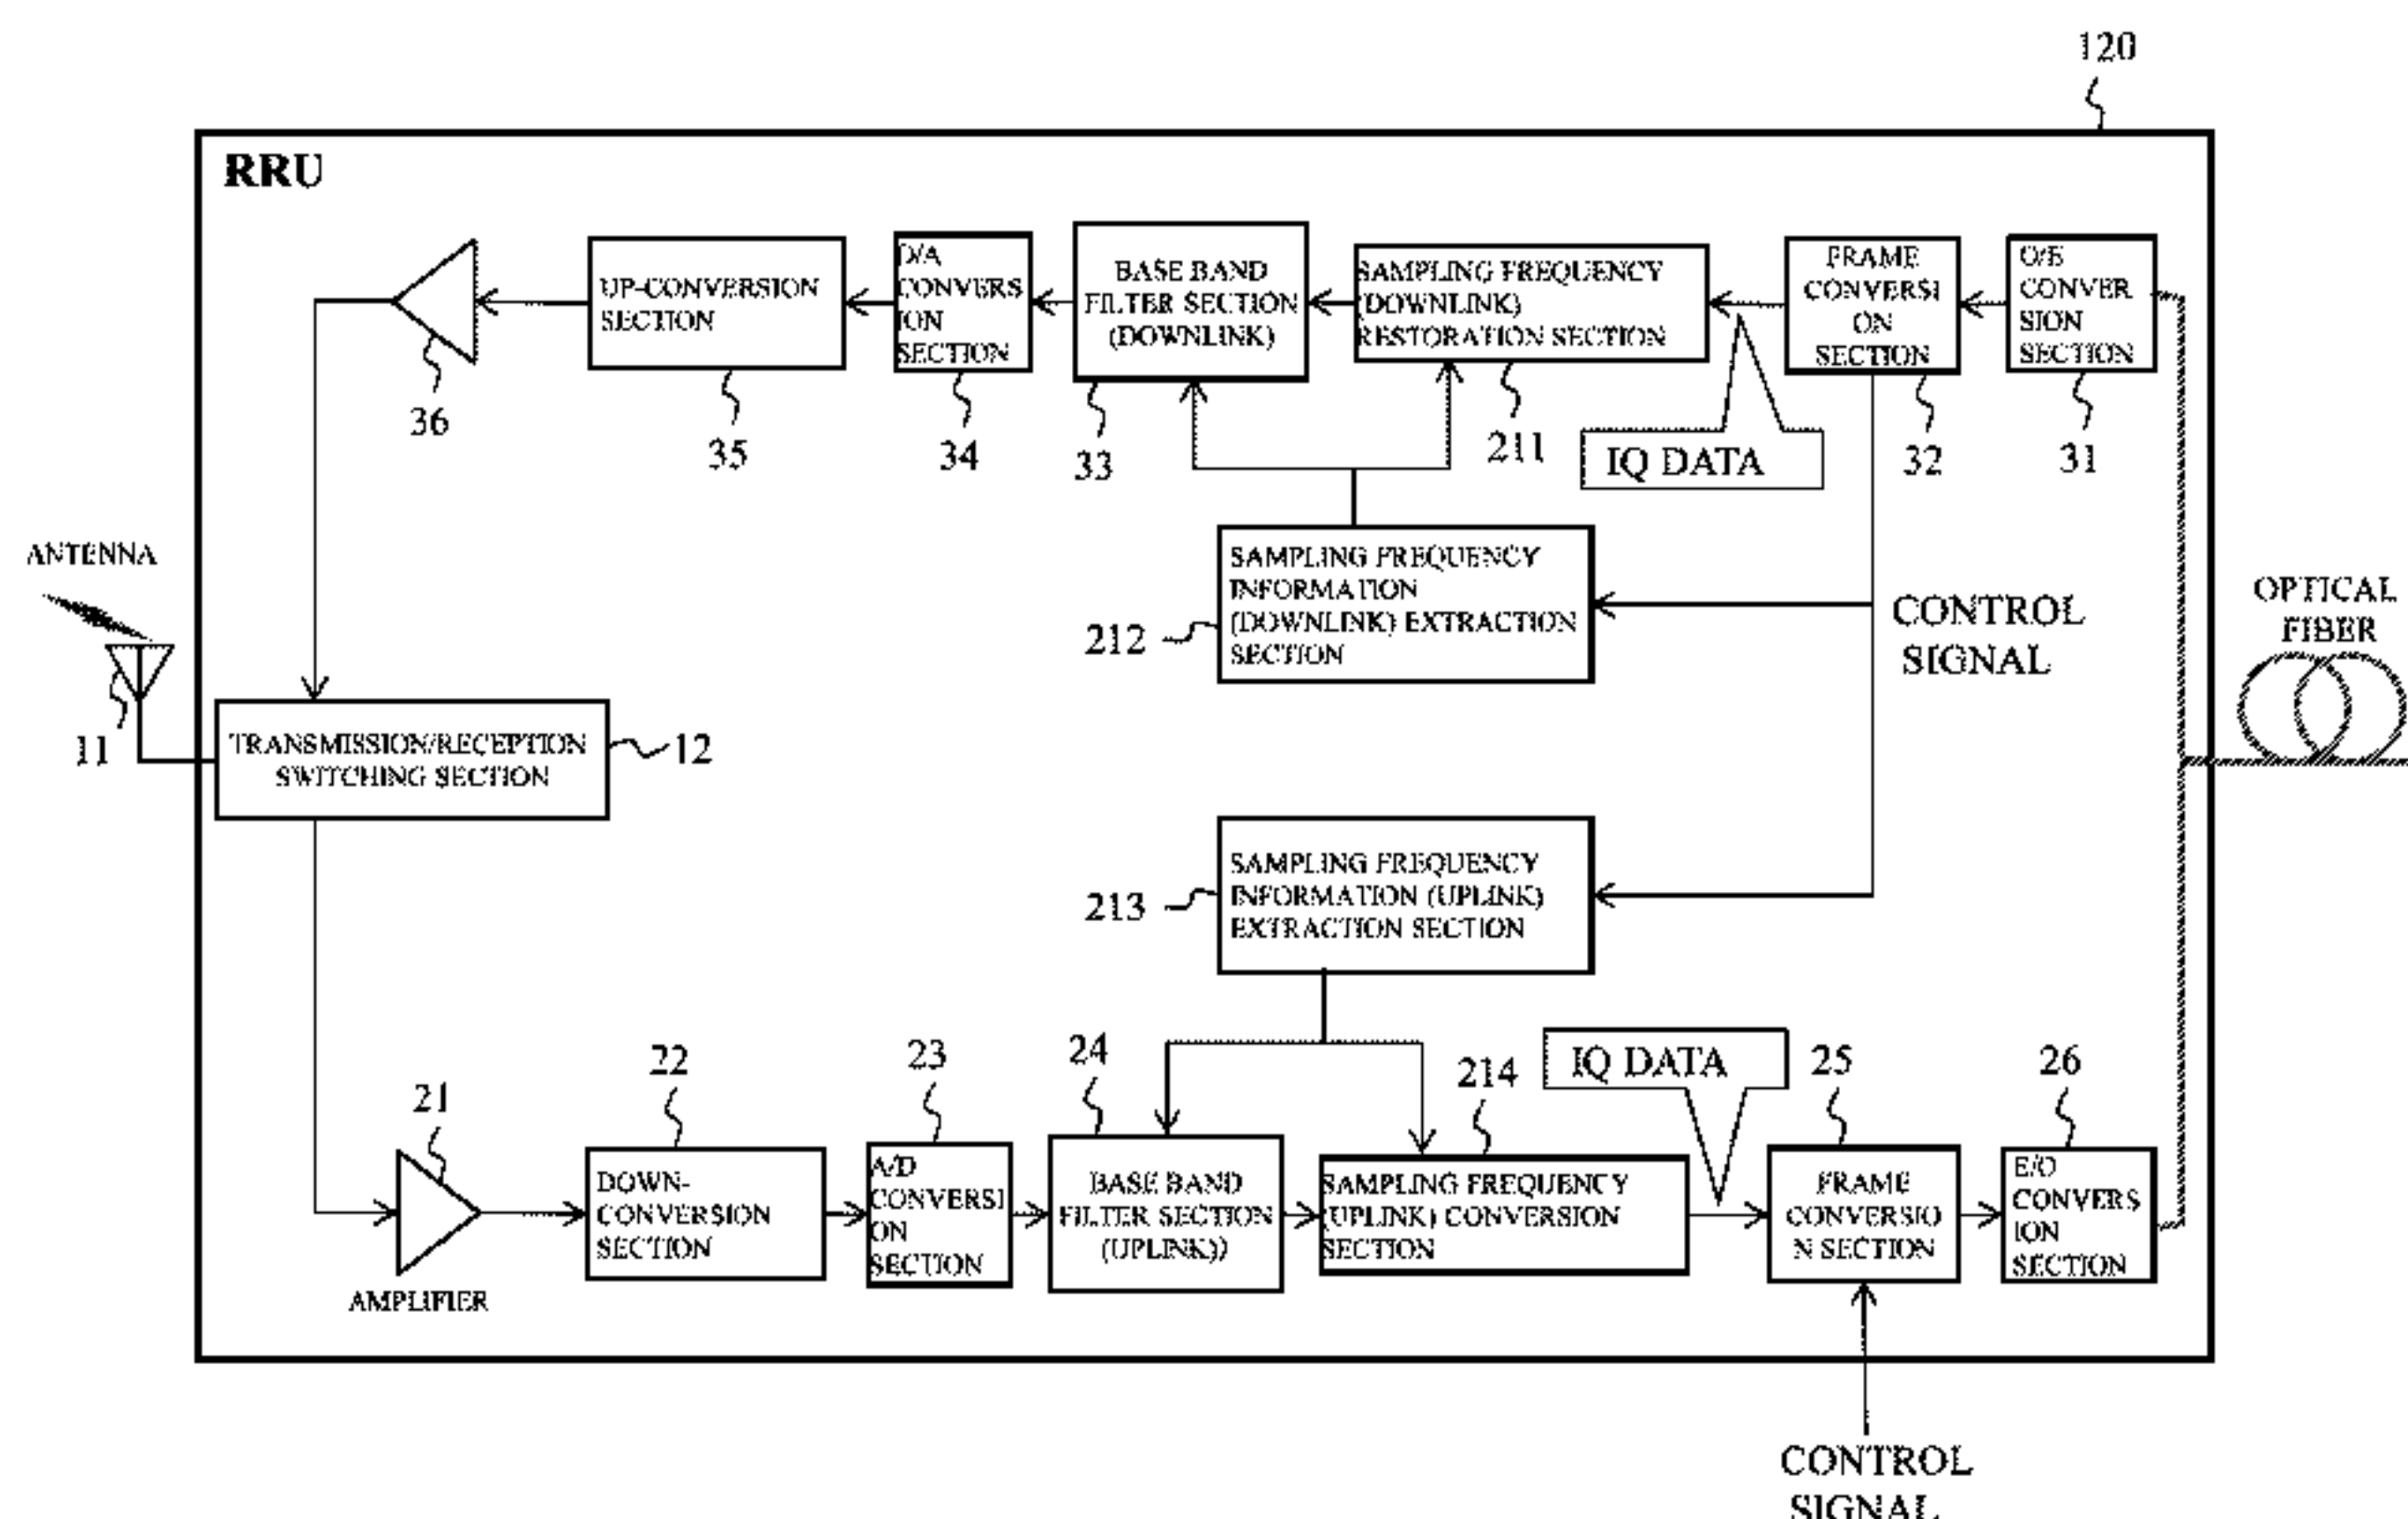 120
RRU
36
UP-CONVERSION
SECTION
35
D/A
CONVERS
ION
SECTION
34
BASE BAND
FILTER SECTION
(DOWNLINK)
33
SAMPLING FREQUENCY
(DOWNLINK)
RESTORATION SECTION
211
IQ DATA
FRAME
CONVERSI
ON
SECTION
32
O/E
CONVER
SION
SECTION
31
ANTENNA
11
TRANSMISSION/RECEPTION
SWITCHING SECTION
12
SAMPLING FREQUENCY
INFORMATION
(DOWNLINK) EXTRACTION
SECTION
212
CONTROL
SIGNAL
OPTICAL
FIBER
SAMPLING FREQUENCY
INFORMATION (UPLINK)
EXTRACTION SECTION
213
21
AMPLIFIER
22
DOWN-
CONVERSION
SECTION
23
A/D
CONVERSI
ON
SECTION
24
BASE BAND
FILTER SECTION
(UPLINK))
214
SAMPLING FREQUENCY
(UPLINK) CONVERSION
SECTION
IQ DATA
25
FRAME
CONVERSIO
N SECTION
26
E/O
CONVERS
ION
SECTION
CONTROL
SIGNAL